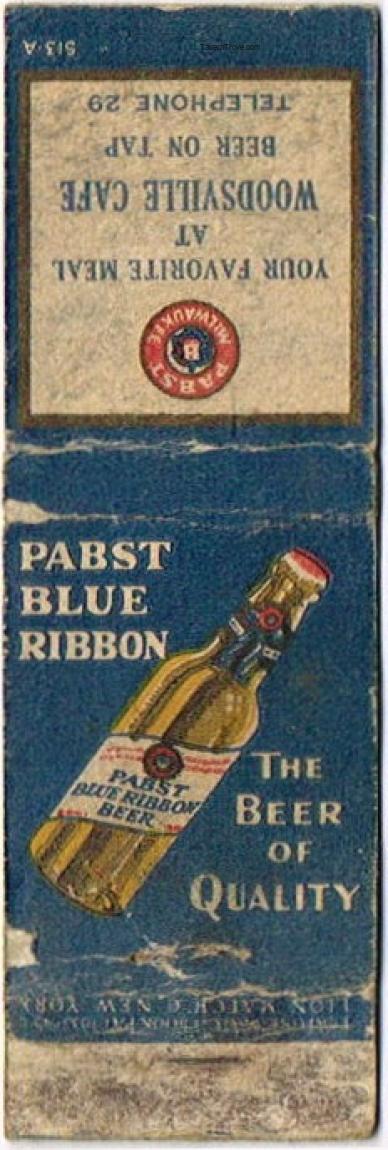 PABST
BLUE
RIBBON
PABST
BLUE RIBBON
BEER
THE
BEER
OF
QUALITY
LION MATCH CO NEW YORK
PABST
MILWAUKEE
B
YOUR FAVORITE MEAL
AT
WOODSVILLE CAFE
BEER ON TAP
TELEPHONE 29
513-A